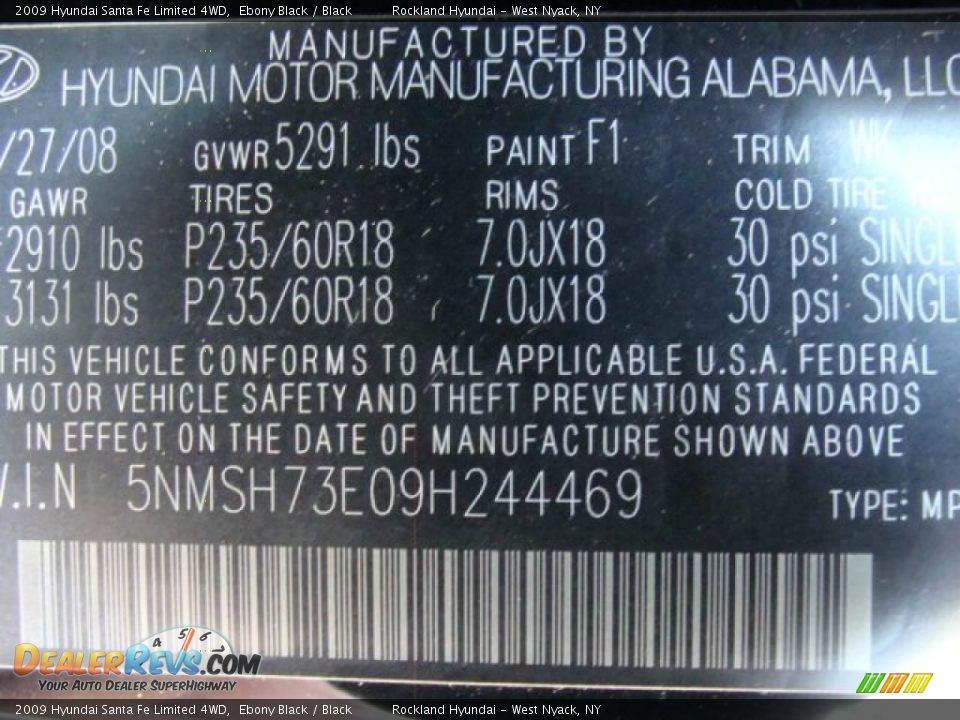 2009 Hyundai Santa Fe Limited 4WD, Ebony Black / Black Rockland Hyundai - West Nyack, NY
MANUFACTURED BY
HYUNDAI MOTOR MANUFACTURING ALABAMA, LLC
/27/08 GVWR 5291 lbs PAINT F1 TRIM WK
GAWR TIRES RIMS COLD TIRE
2910 lbs P235/60R18 7.0JX18 30 psi SINGL
3131 lbs P235/60R18 7.0JX18 30 psi SINGL
THIS VEHICLE CONFORMS TO ALL APPLICABLE U.S.A. FEDERAL
MOTOR VEHICLE SAFETY AND THEFT PREVENTION STANDARDS
IN EFFECT ON THE DATE OF MANUFACTURE SHOWN ABOVE
V.I.N 5NMSH73E09H244469
TYPE: MP
4 5 6
DEALERREVS.COM
YOUR AUTO DEALER SUPERHIGHWAY
2009 Hyundai Santa Fe Limited 4WD, Ebony Black / Black Rockland Hyundai - West Nyack, NY